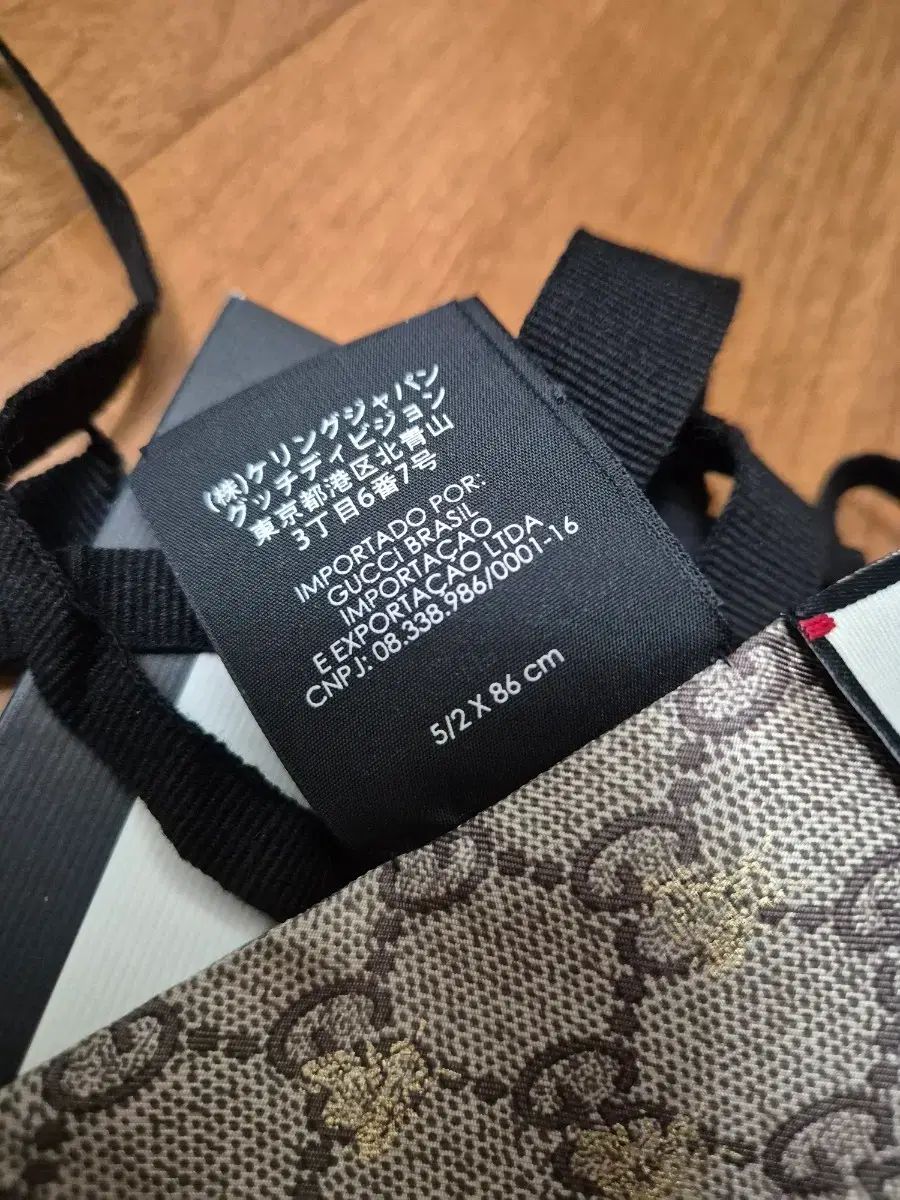 (株)ケリングジャパン
グッチディビジョン
東京都港区北青山
3丁目6番7号
IMPORTADO POR:
GUCCI BRASIL
IMPORTAÇAO
E EXPORTAÇAO LTDA
CNPJ: 08.338.986/0001-16
5/2 X 86 cm